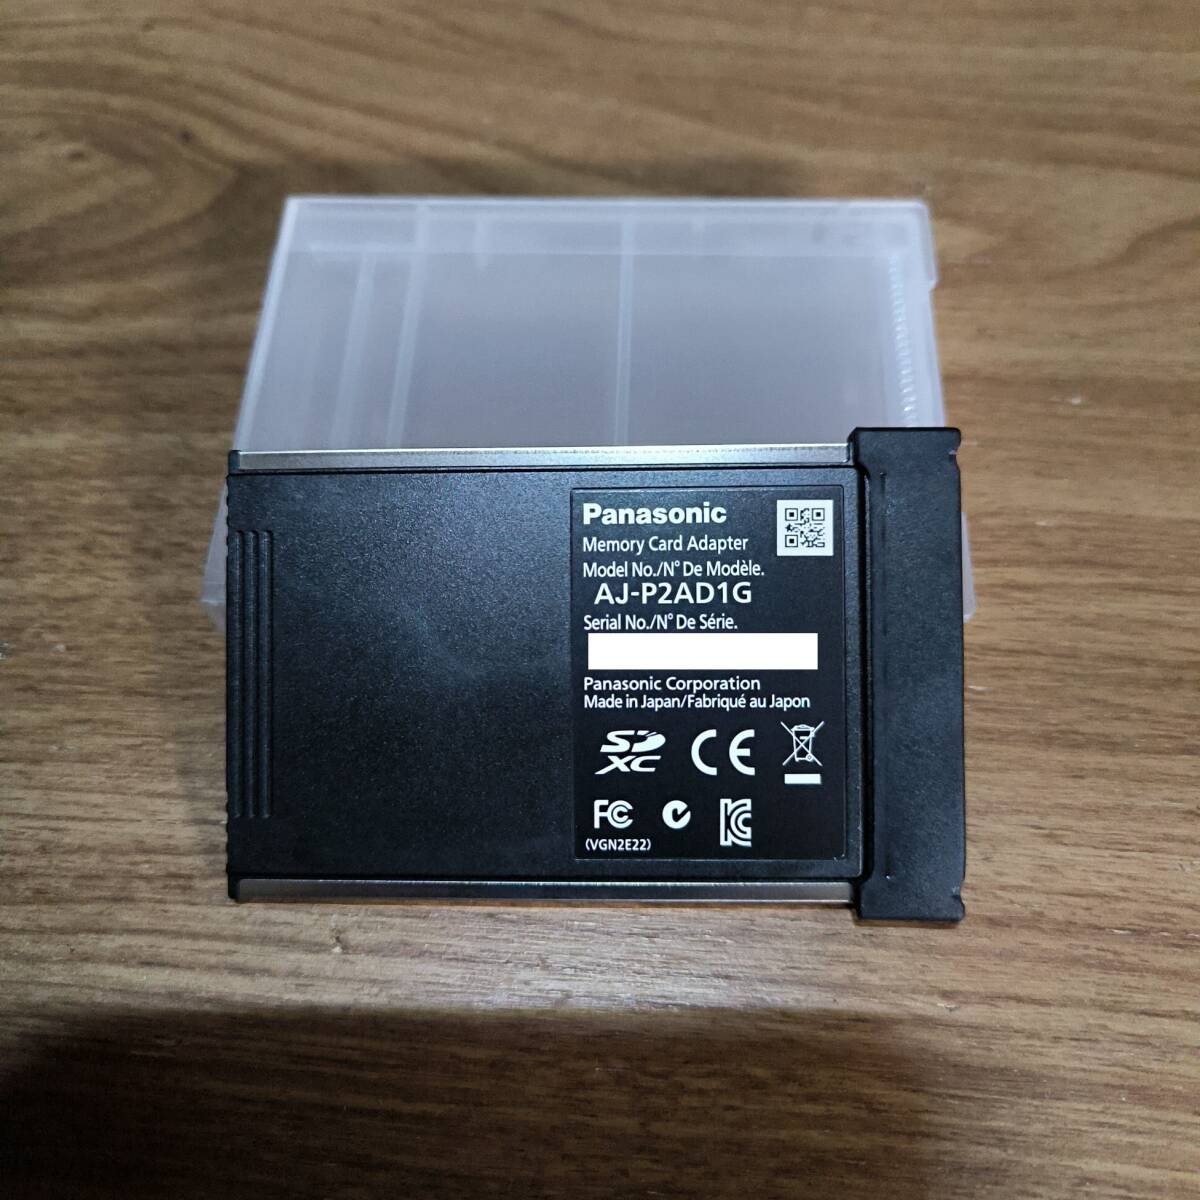 Panasonic
Memory Card Adapter
Model No./N° De Modèle.
AJ-P2AD1G
Serial No./N° De Série.
Panasonic Corporation
Made in Japan/Fabriqué au Japon
SD
XC
CE
FC
(VGN2E22)